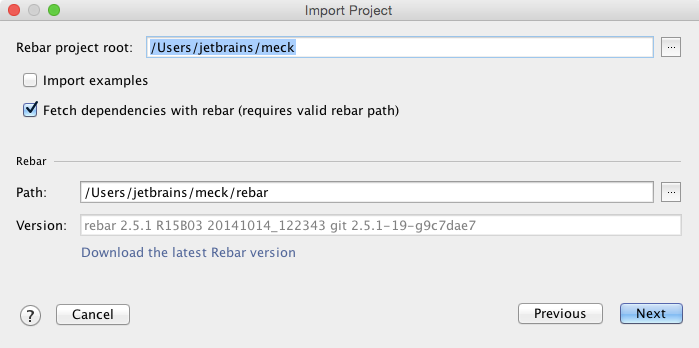 Import Project
Rebar project root: /Users/jetbrains/meck ...
Import examples
Fetch dependencies with rebar (requires valid rebar path)
Rebar
Path: /Users/jetbrains/meck/rebar ...
Version: rebar 2.5.1 R15B03 20141014_122343 git 2.5.1-19-g9c7dae7
Download the latest Rebar version
? Cancel Previous Next